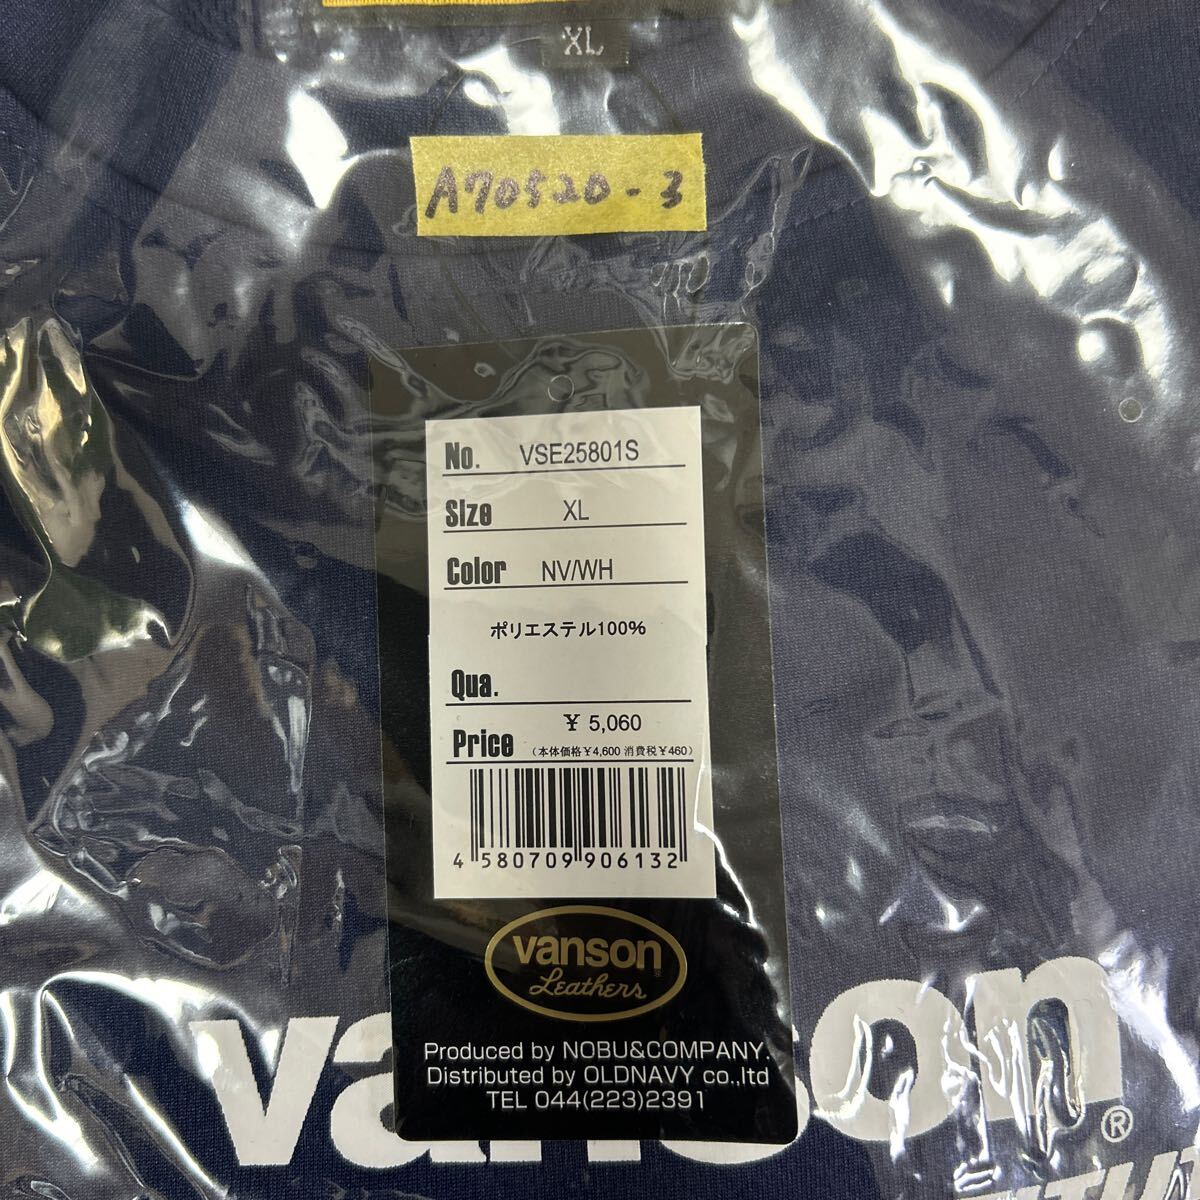 XL
A70520-3
No. VSE25801S
Size XL
Color NV/WH
ポリエステル100%
Qua.
¥ 5,060
Price (本体価格¥4,600 消費税¥460)
4 580709 906132
vanson
Leathers
Produced by NOBU&COMPANY.
Distributed by OLDNAVY co.,ltd
TEL 044(223)2391
vanson®